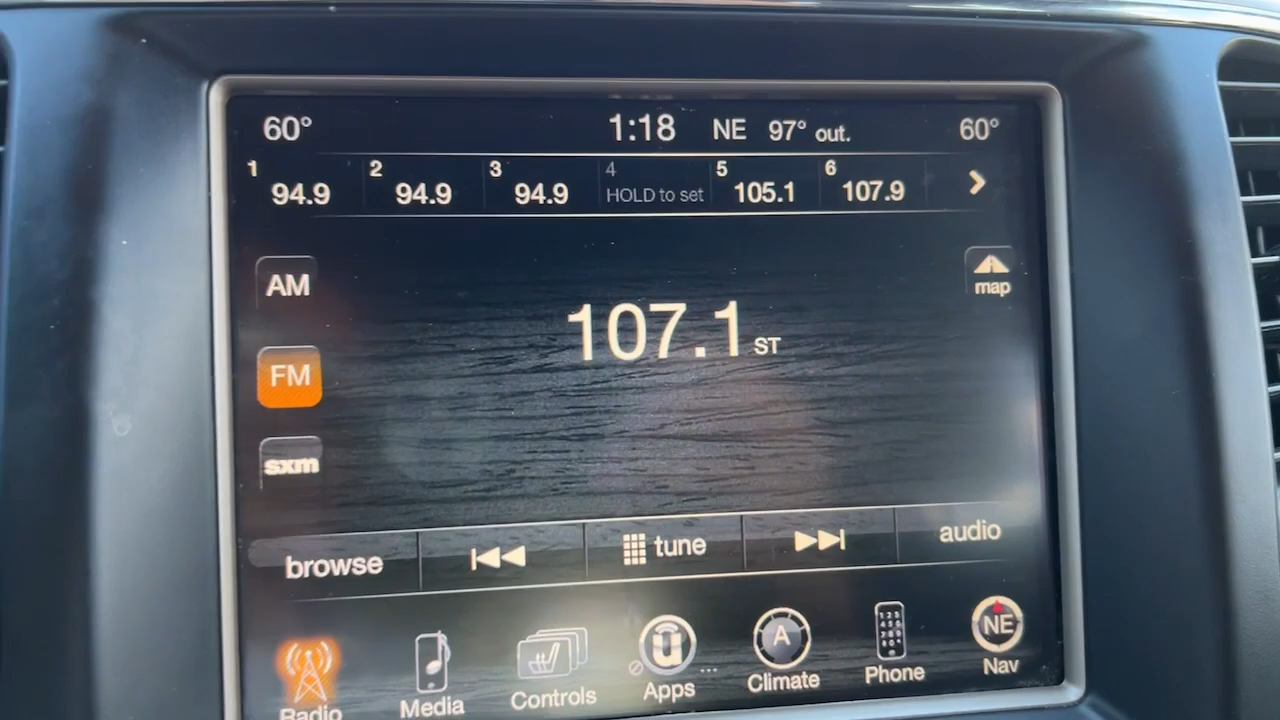 60° 1:18 NE 97° out. 60°
1 2 3 4 5 6
94.9 94.9 94.9 HOLD to set 105.1 107.9
AM
map
107.1 ST
FM
sxm
browse tune audio
Radio Media Controls Apps A Climate Phone NE Nav